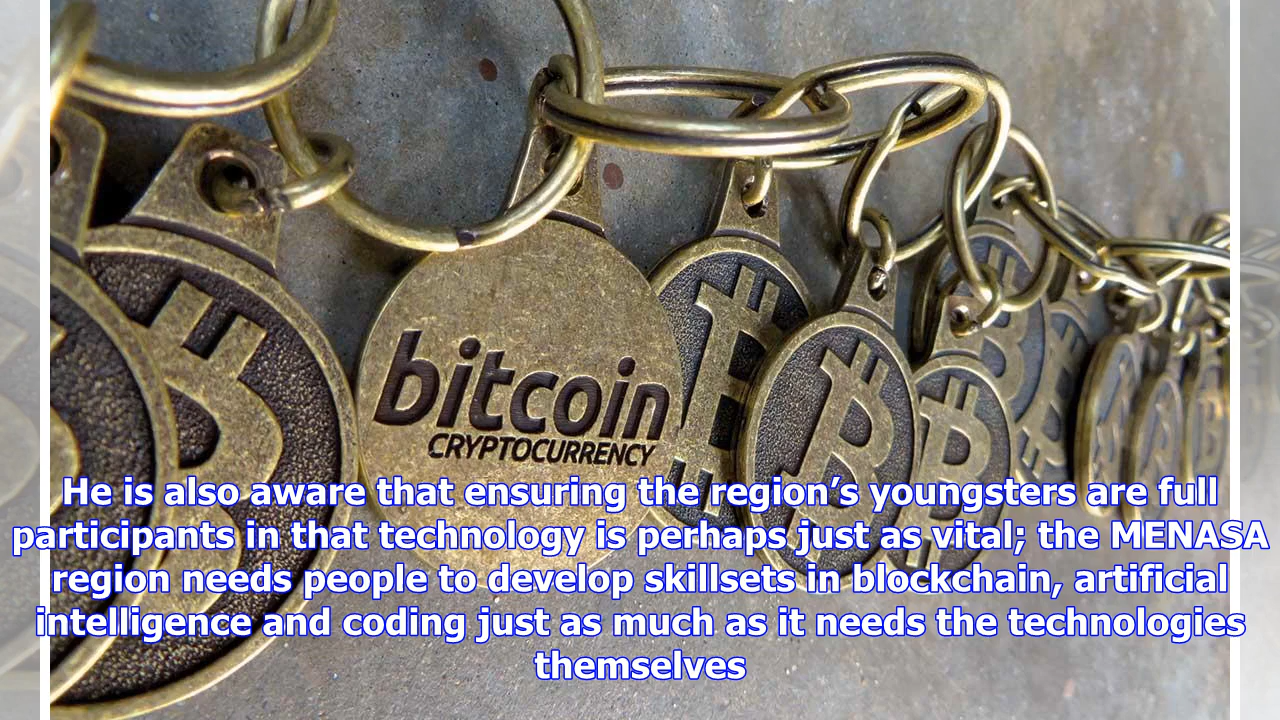 bitcoin
CRYPTOCURRENCY
He is also aware that ensuring the region’s youngsters are full
participants in that technology is perhaps just as vital; the MENASA
region needs people to develop skillsets in blockchain, artificial
intelligence and coding just as much as it needs the technologies
themselves